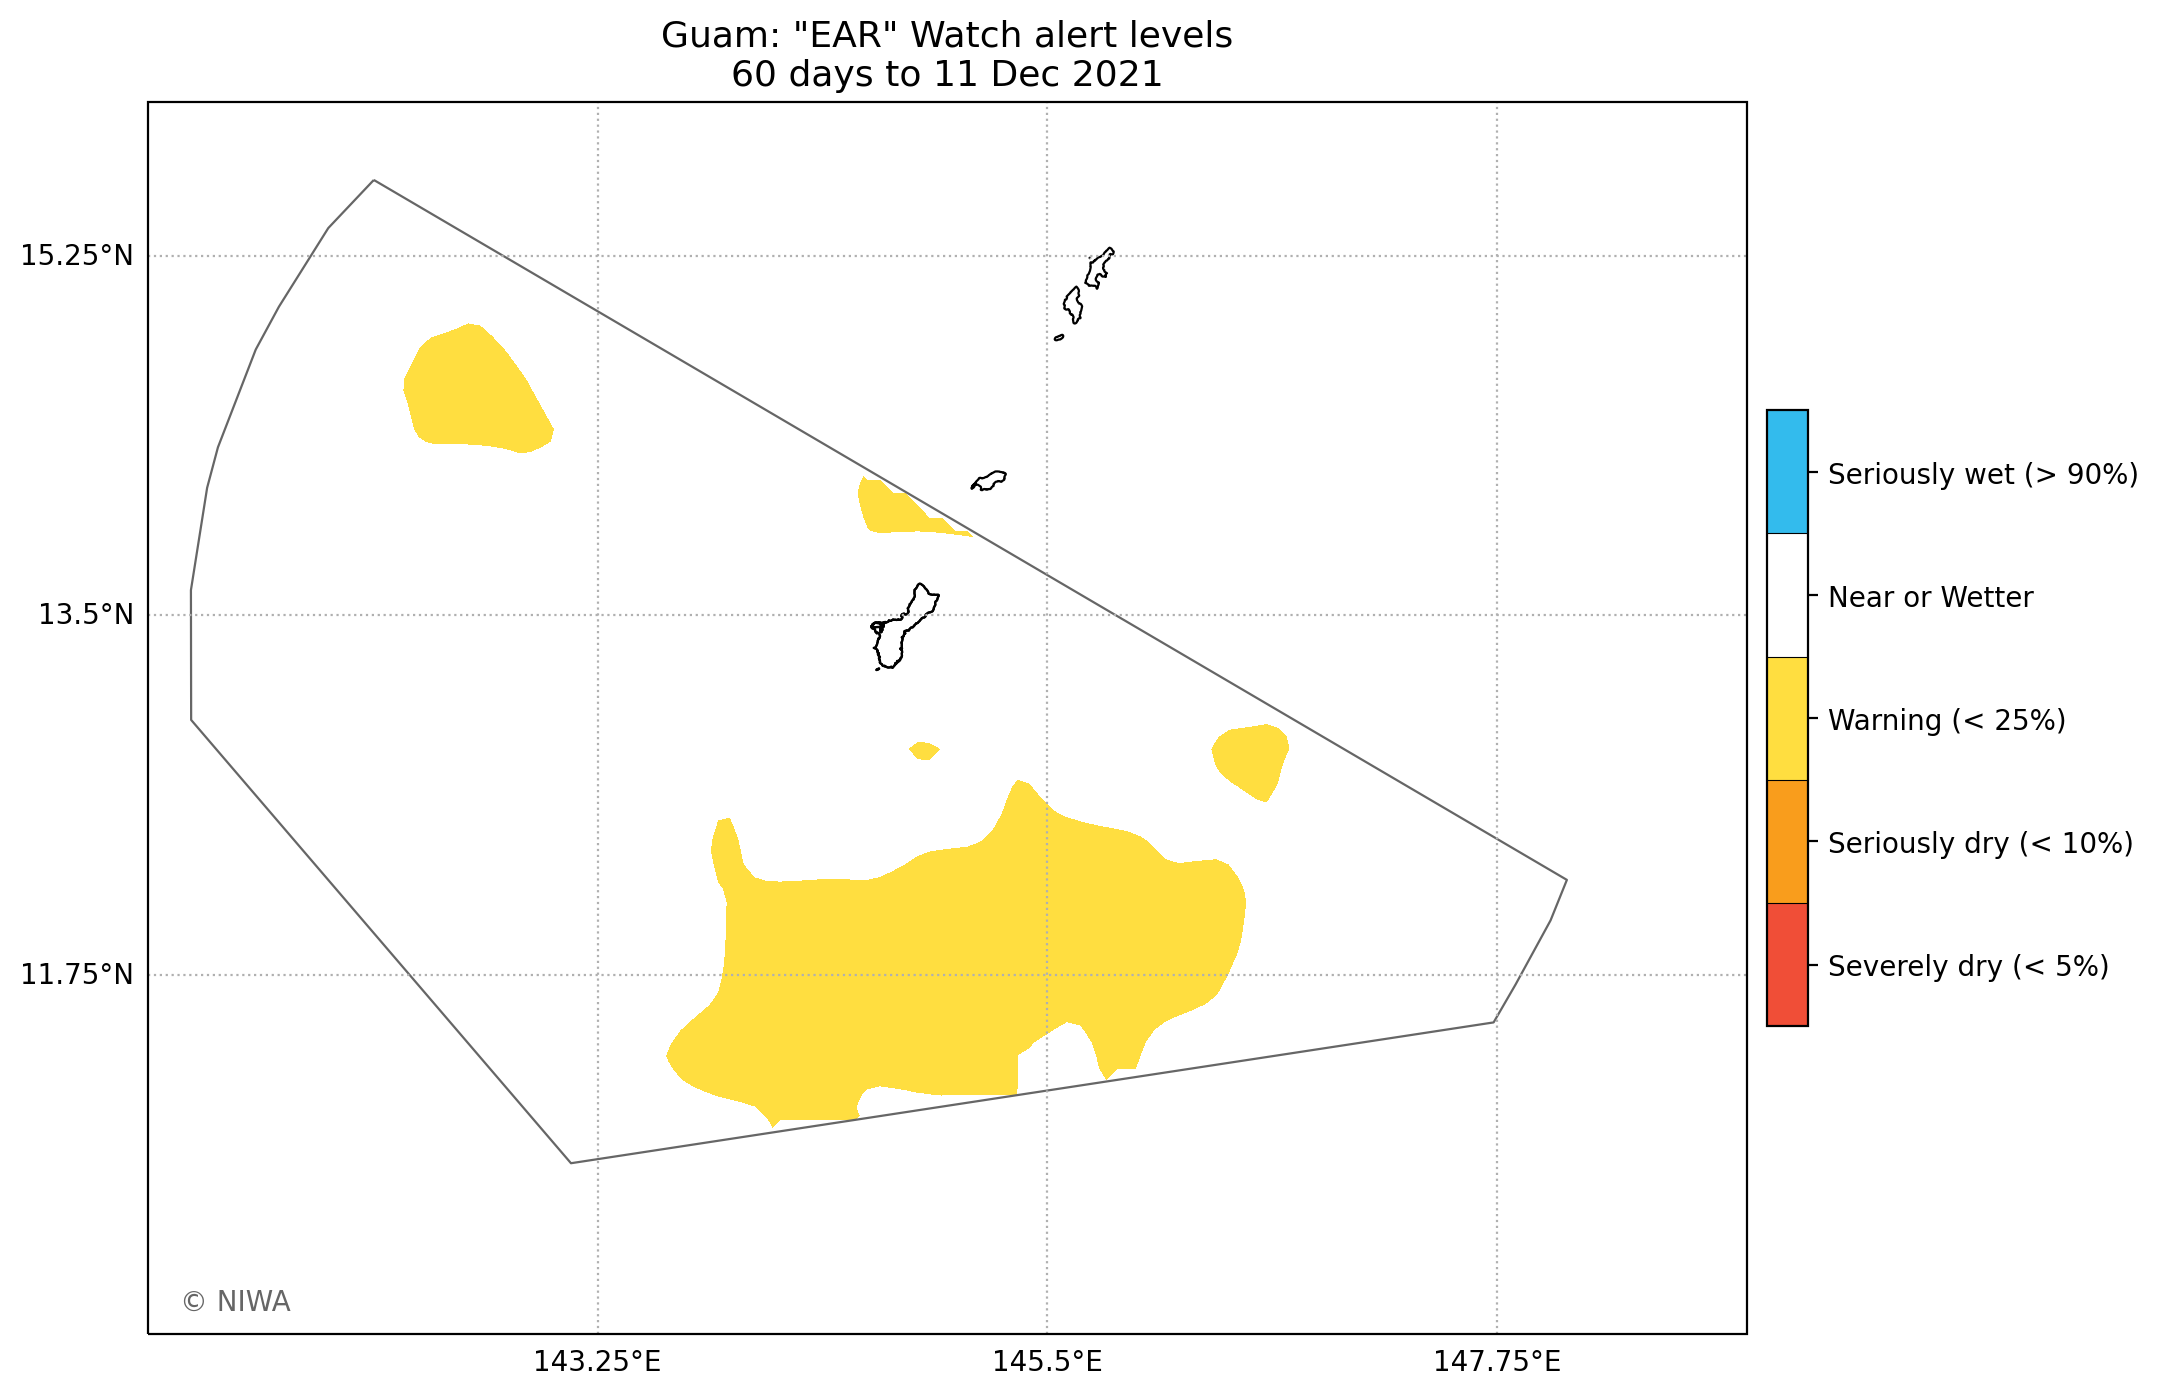 Guam: "EAR" Watch alert levels
60 days to 11 Dec 2021
15.25°N
13.5°N
11.75°N
143.25°E
145.5°E
147.75°E
Seriously wet (> 90%)
Near or Wetter
Warning (< 25%)
Seriously dry (< 10%)
Severely dry (< 5%)
© NIWA